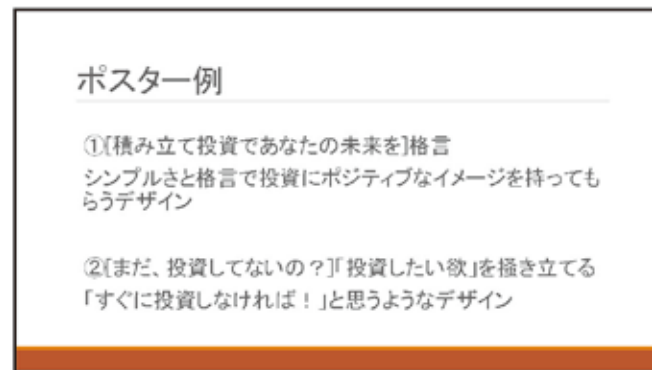 ポスター例
①[積み立て投資であなたの未来を]格言
シンプルさと格言で投資にポジティブなイメージを持っても
らうデザイン
②[まだ、投資してないの？]「投資したい欲」を掻き立てる
「すぐに投資しなければ！」と思うようなデザイン